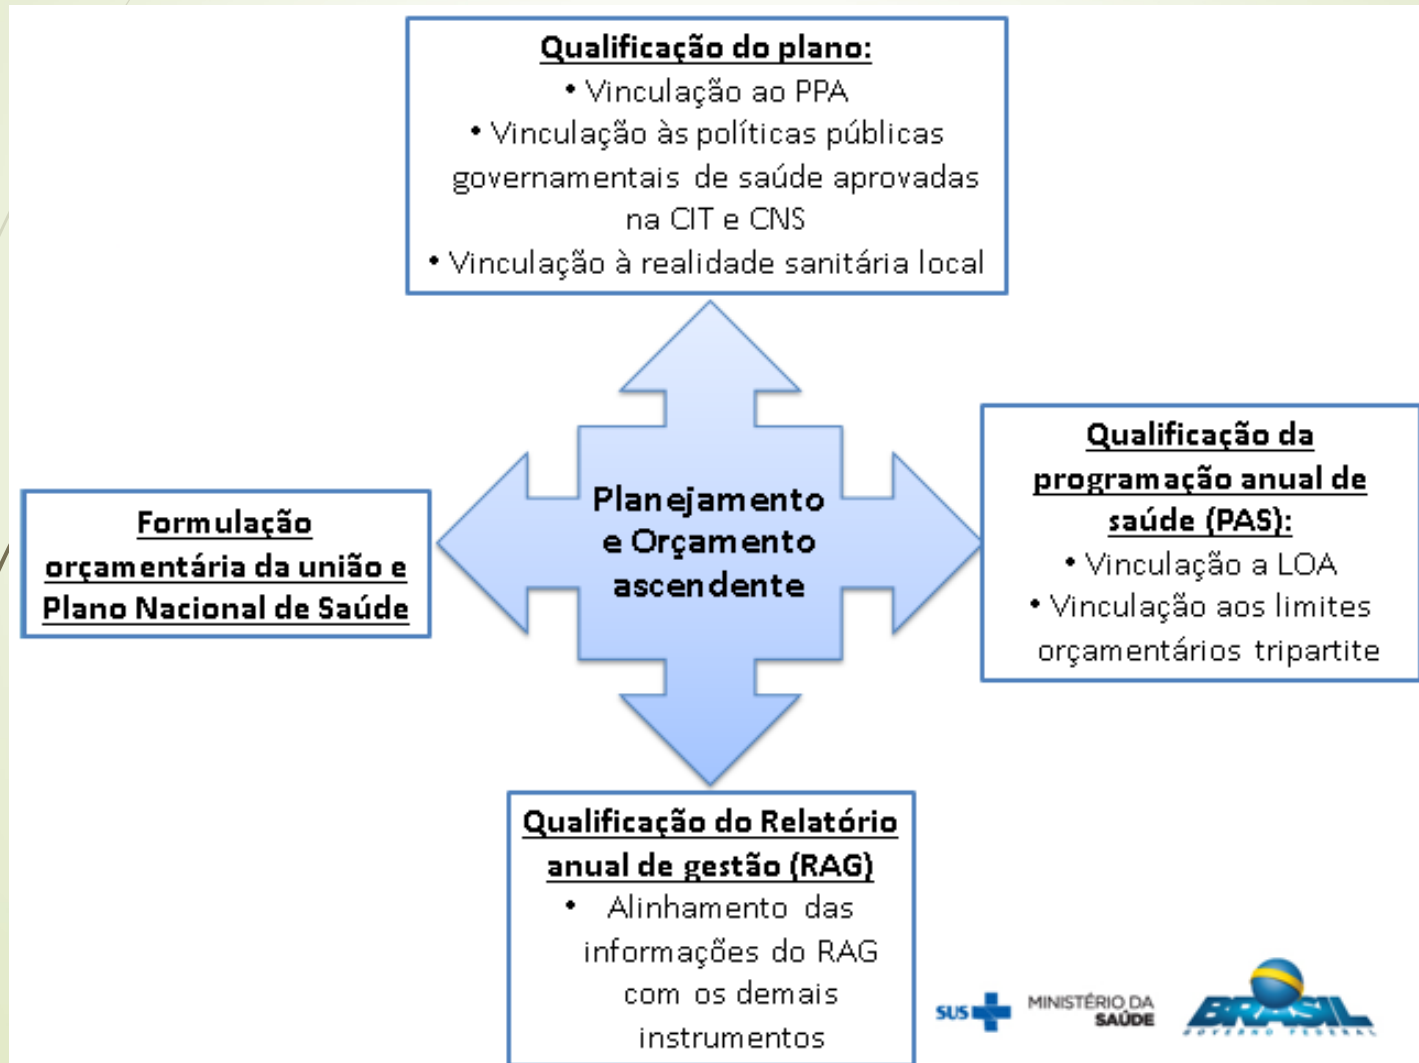 Qualificação do plano:
• Vinculação ao PPA
• Vinculação às políticas públicas
governamentais de saúde aprovadas
na CIT e CNS
• Vinculação à realidade sanitária local
Formulação
orçamentária da união e
Plano Nacional de Saúde
Planejamento
e Orçamento
ascendente
Qualificação da
programação anual de
saúde (PAS):
• Vinculação a LOA
• Vinculação aos limites
orçamentários tripartite
Qualificação do Relatório
anual de gestão (RAG)
• Alinhamento das
informações do RAG
com os demais
instrumentos
SUS
MINISTÉRIO DA
SAÚDE
BRASIL
GOVERNO FEDERAL